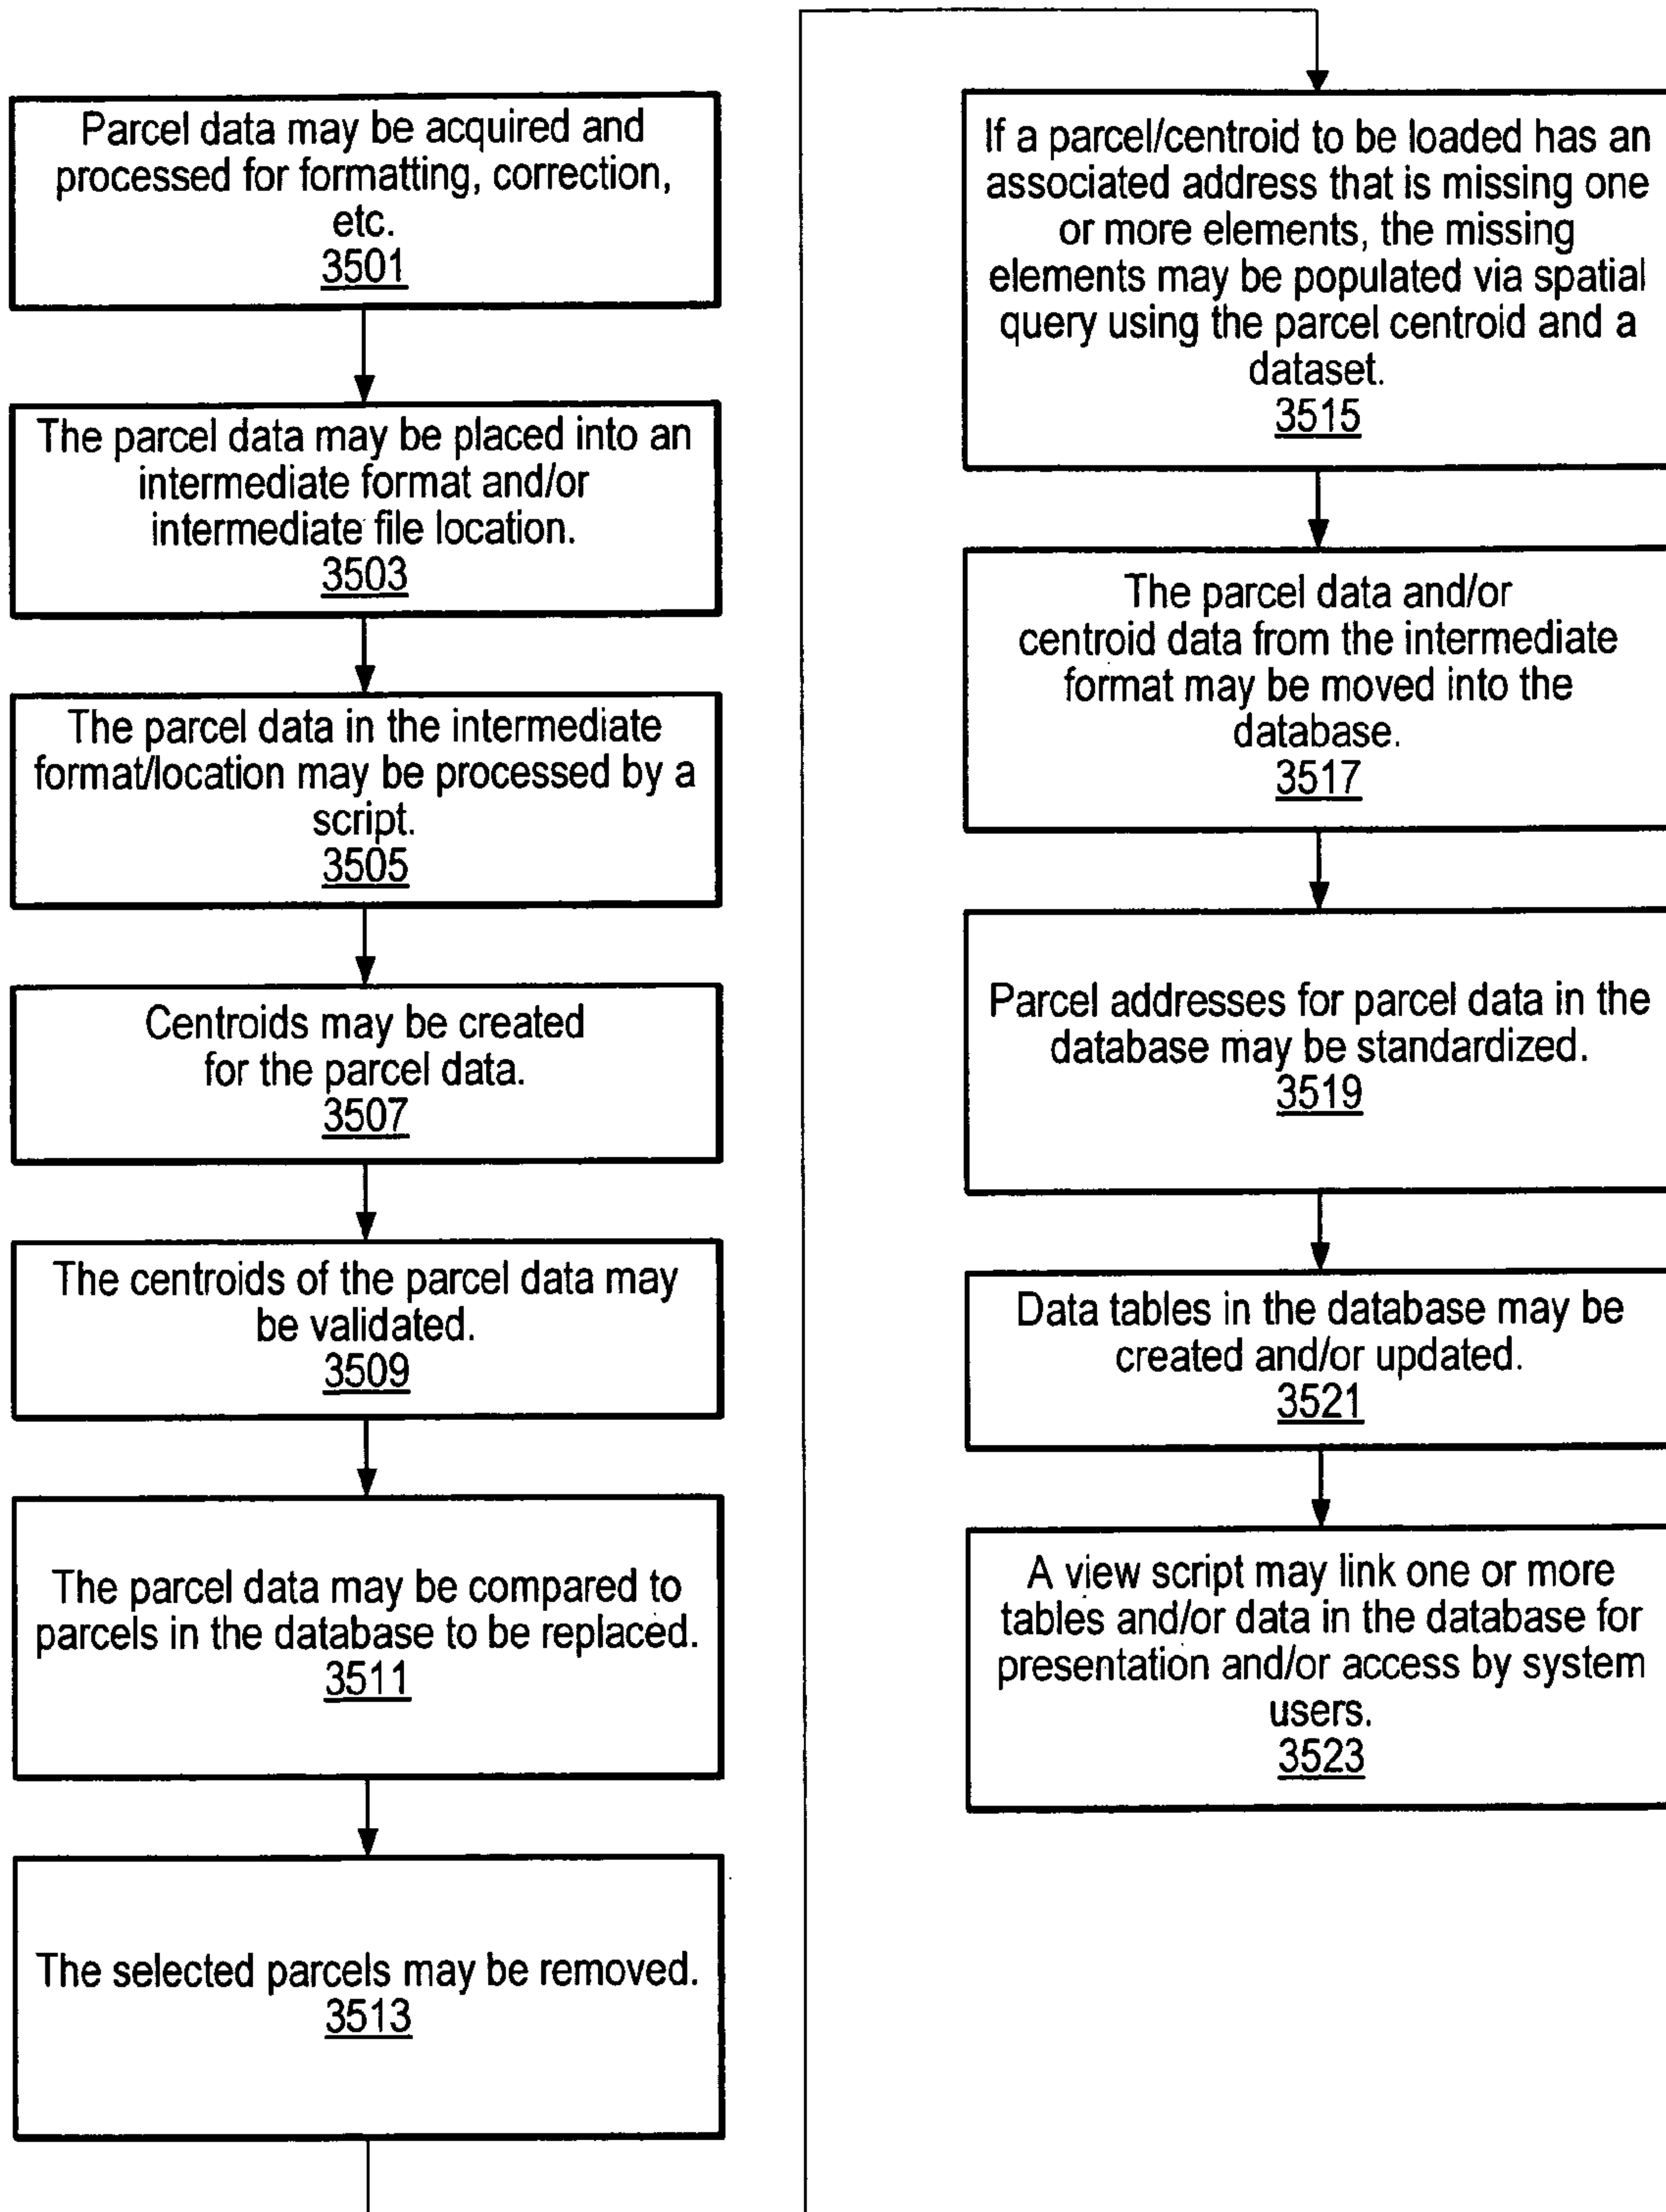 Parcel data may be acquired and
processed for formatting, correction,
etc.
3501
The parcel data may be placed into an
intermediate format and/or
intermediate file location.
3503
The parcel data in the intermediate
format/location may be processed by a
script.
3505
Centroids may be created
for the parcel data.
3507
The centroids of the parcel data may
be validated.
3509
The parcel data may be compared to
parcels in the database to be replaced.
3511
The selected parcels may be removed.
3513
If a parcel/centroid to be loaded has an
associated address that is missing one
or more elements, the missing
elements may be populated via spatial
query using the parcel centroid and a
dataset.
3515
The parcel data and/or
centroid data from the intermediate
format may be moved into the
database.
3517
Parcel addresses for parcel data in the
database may be standardized.
3519
Data tables in the database may be
created and/or updated.
3521
A view script may link one or more
tables and/or data in the database for
presentation and/or access by system
users.
3523